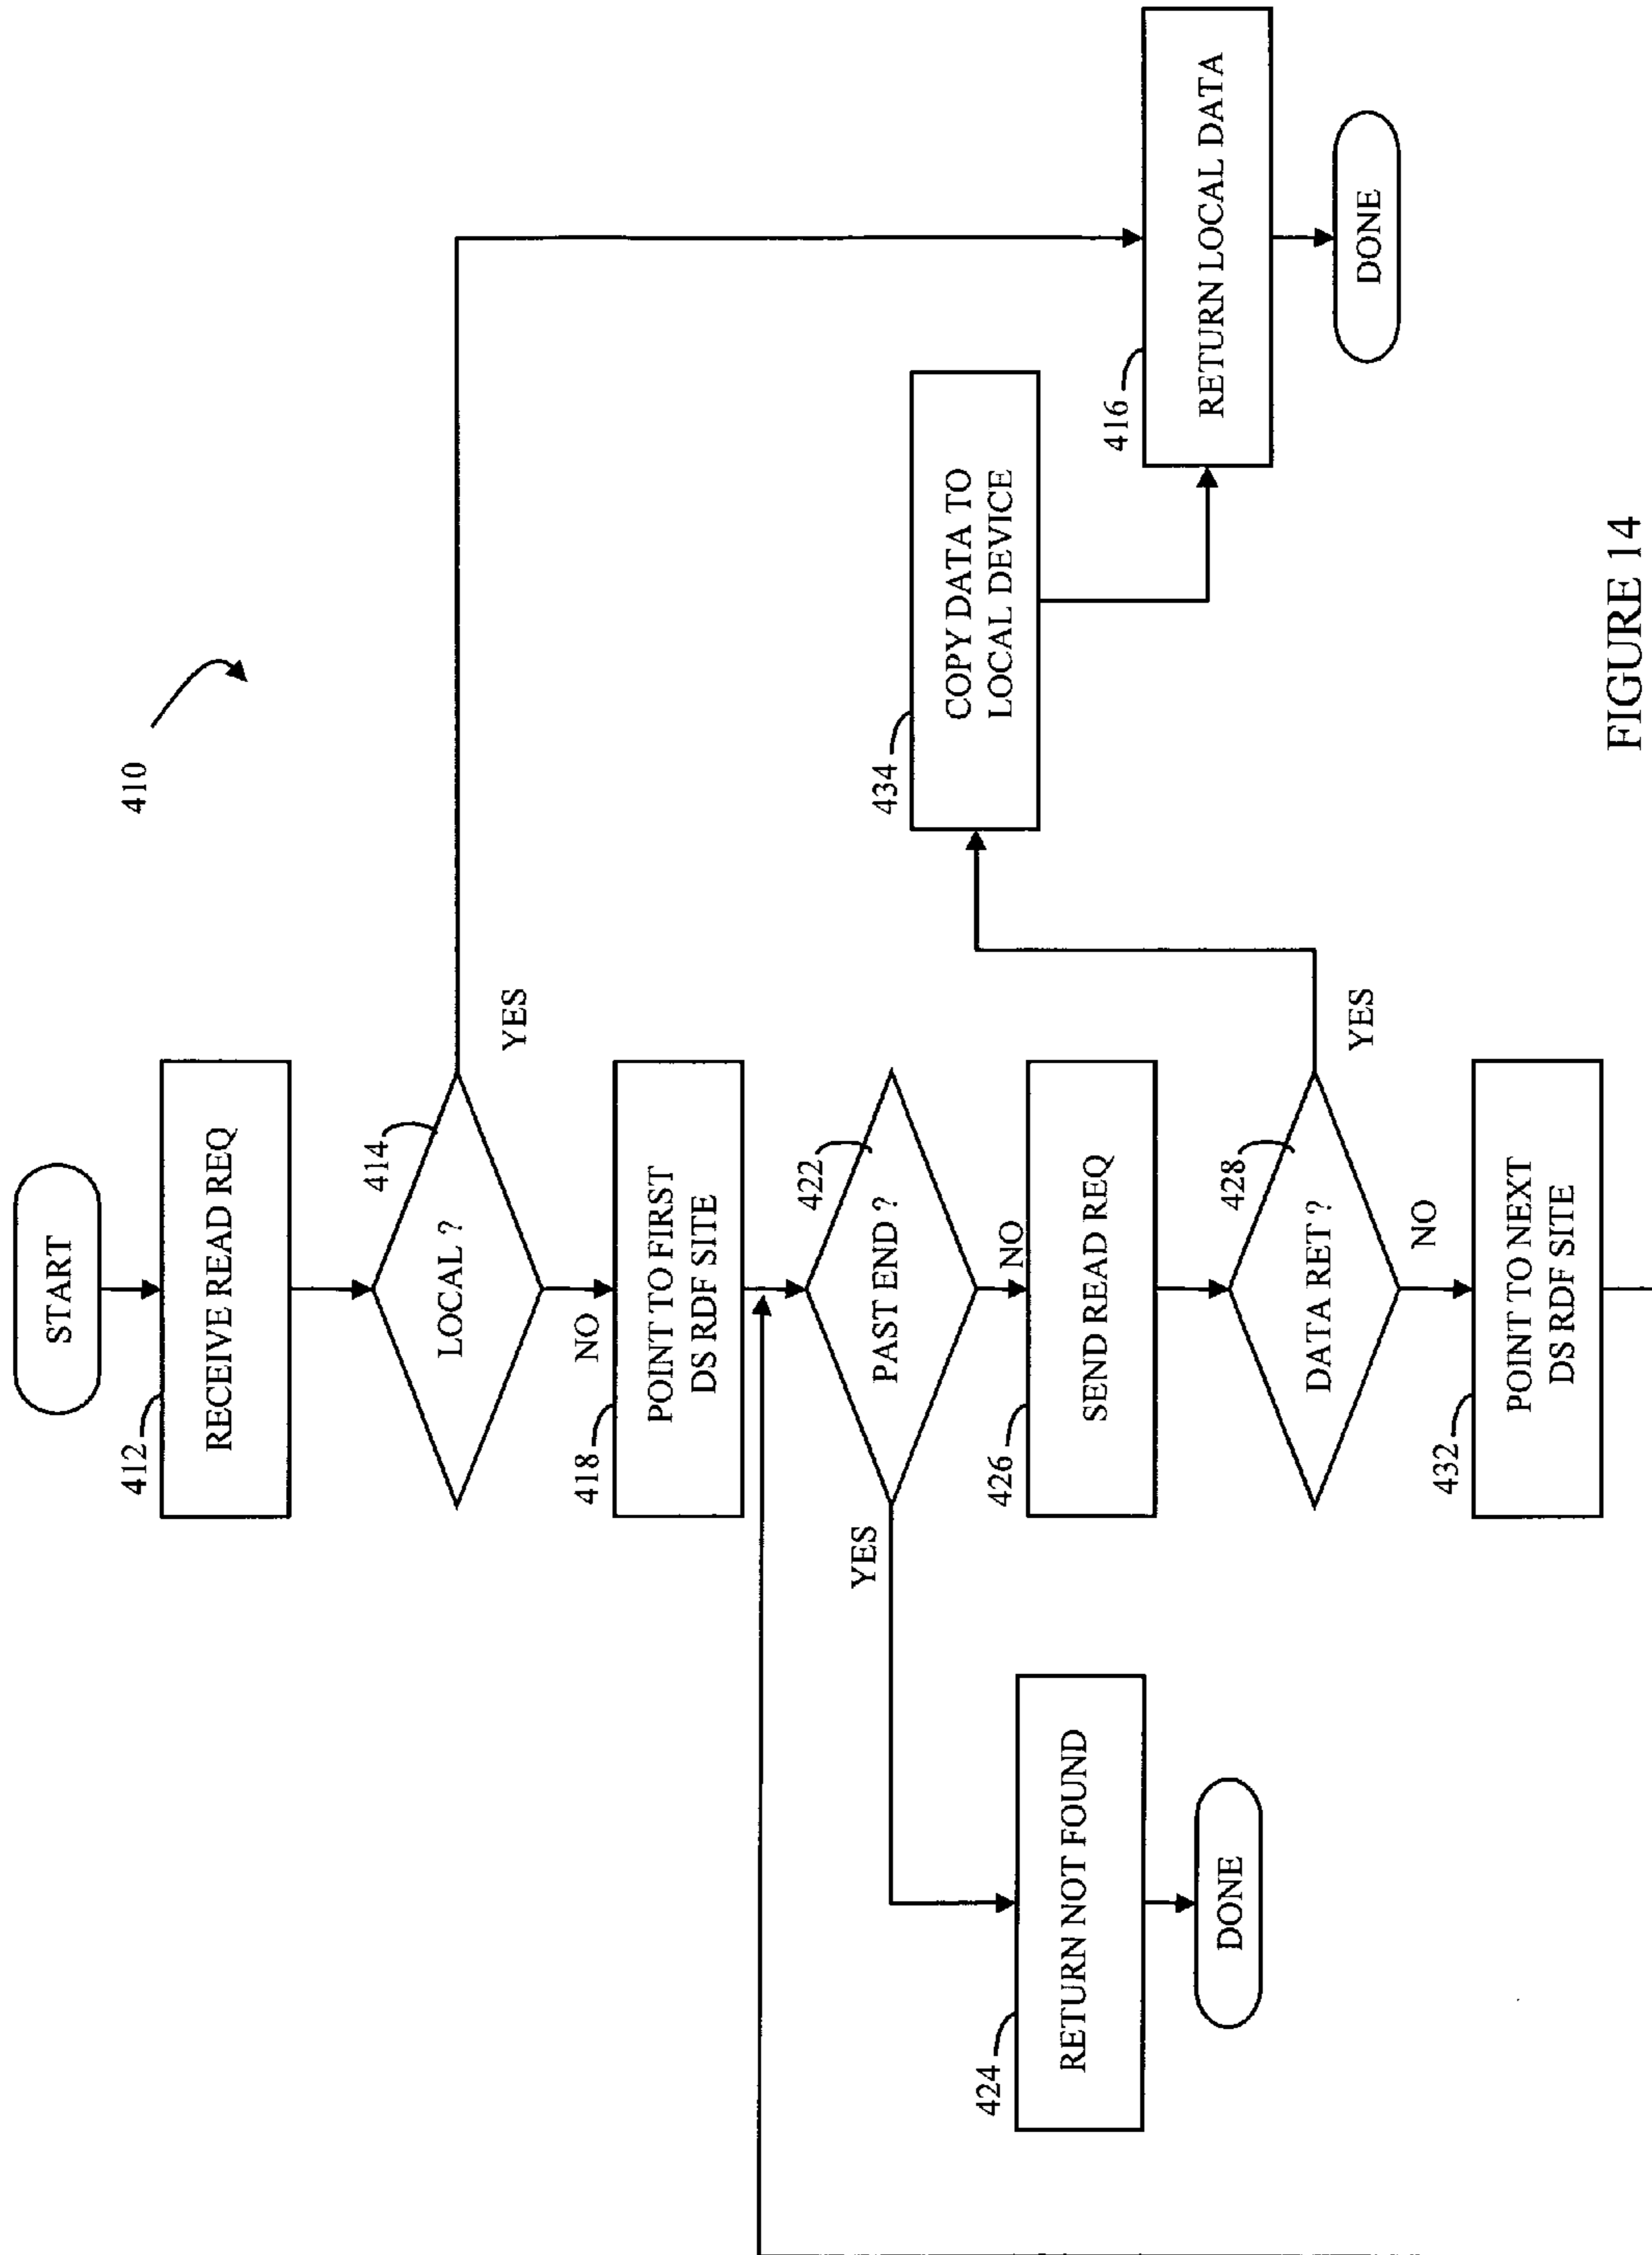 410
START
412
RECEIVE READ REQ
414
LOCAL ?
YES
NO
418
POINT TO FIRST
DS RDF SITE
422
PAST END ?
YES
NO
424
RETURN NOT FOUND
DONE
426
SEND READ REQ
428
DATA RET ?
YES
NO
432
POINT TO NEXT
DS RDF SITE
434
COPY DATA TO
LOCAL DEVICE
416
RETURN LOCAL DATA
DONE
FIGURE 14